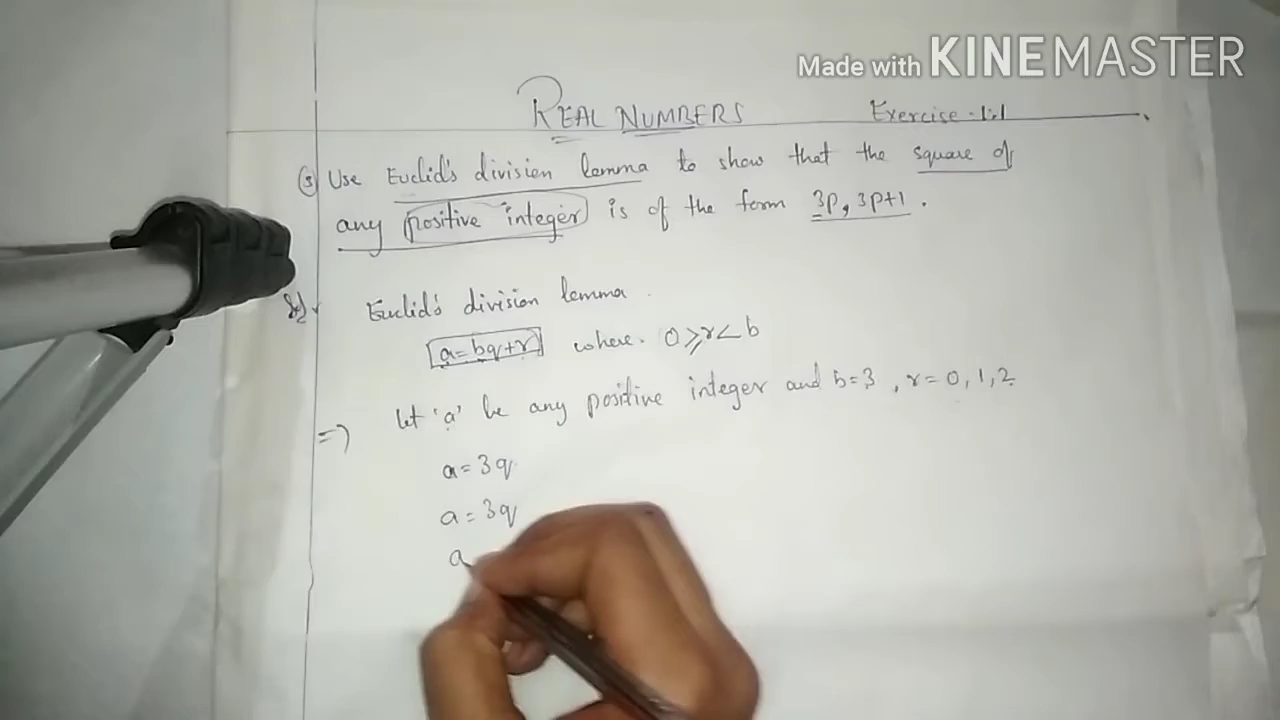 Made with KINEMASTER
REAL NUMBERS Exercise - 1.1
③ Use Euclid's division lemma to show that the square of
any positive integer is of the form 3p, 3p+1 .
Sol Euclid's division lemma .
a=bq+r where. 0⩾r<b
=> let 'a' be any positive integer and b=3 , r=0,1,2
a=3q
a=3q
a